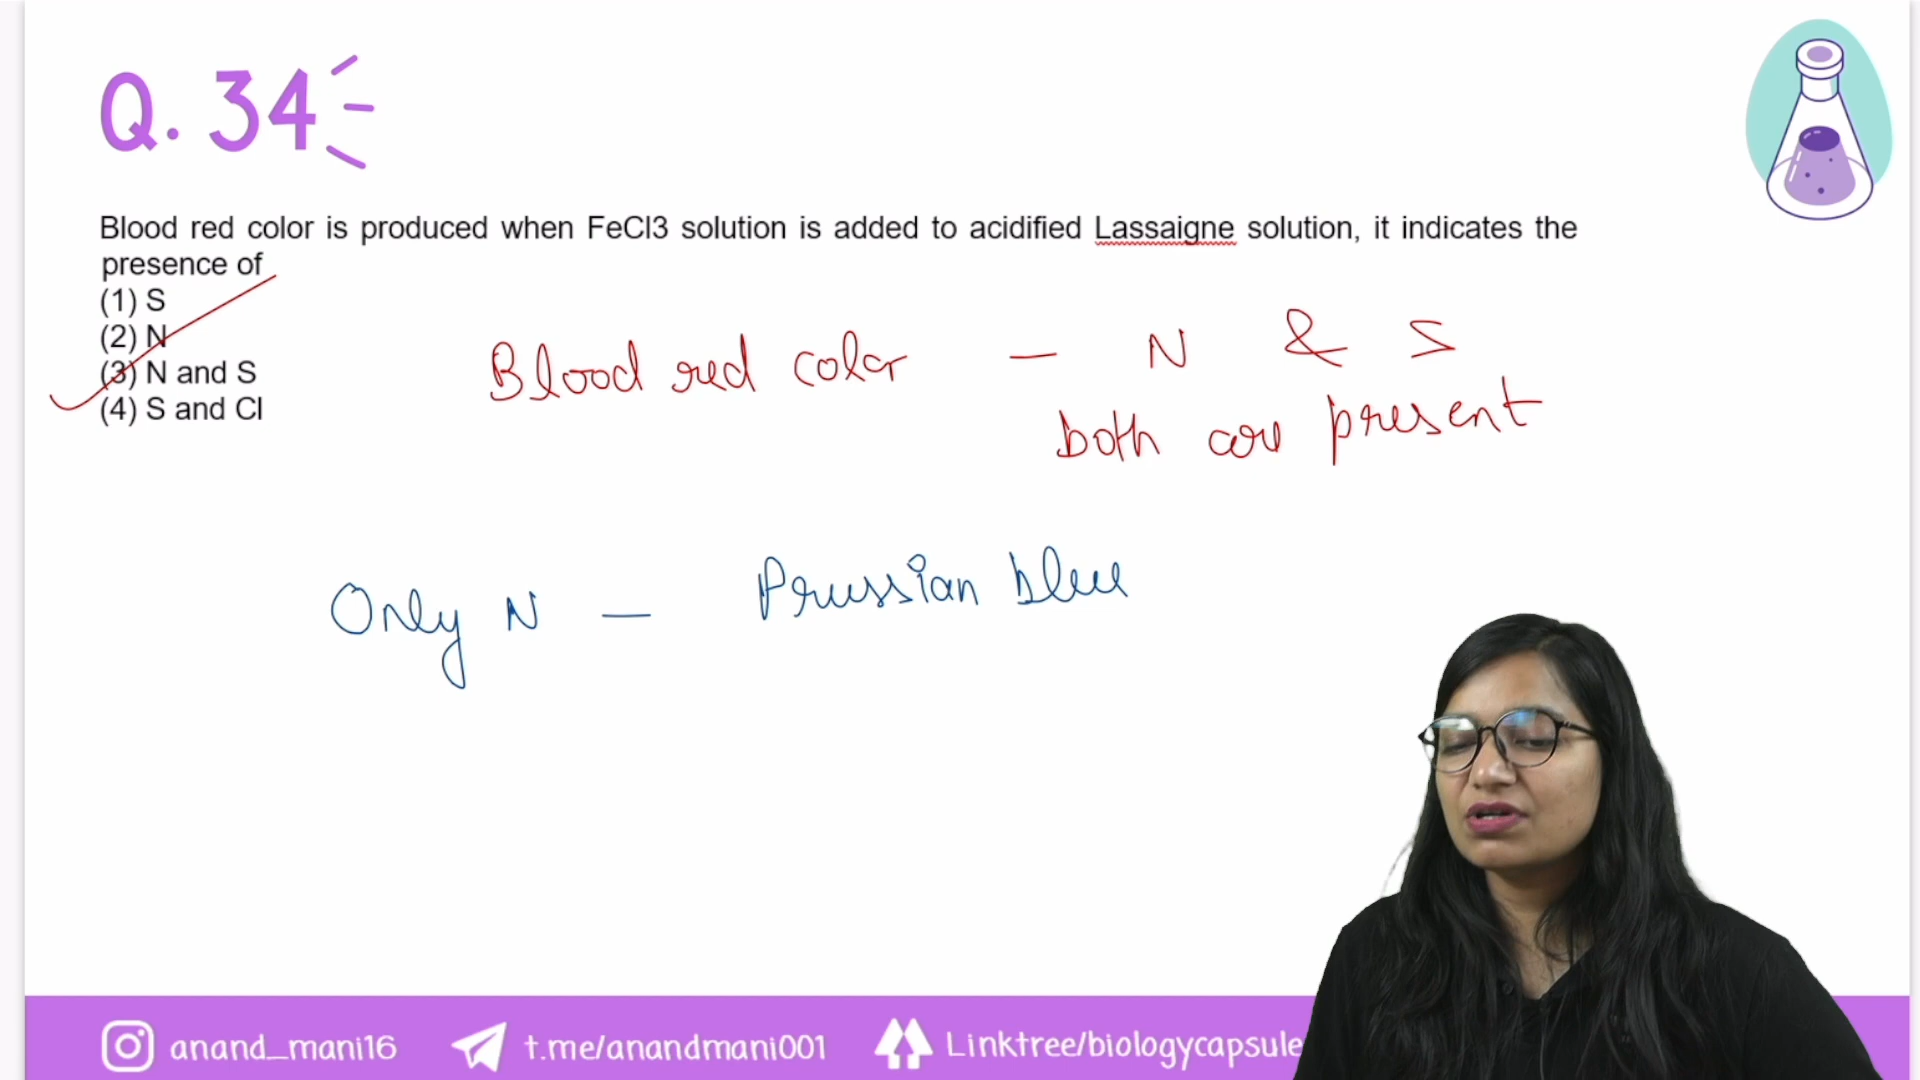 Q. 34
Blood red color is produced when FeCl3 solution is added to acidified Lassaigne solution, it indicates the
presence of
(1) S
(2) N
(3) N and S
(4) S and Cl
Blood red color — N & S
both are present
Only N — Prussian blue
anand_mani16 t.me/anandmani001 Linktree/biologycapsule